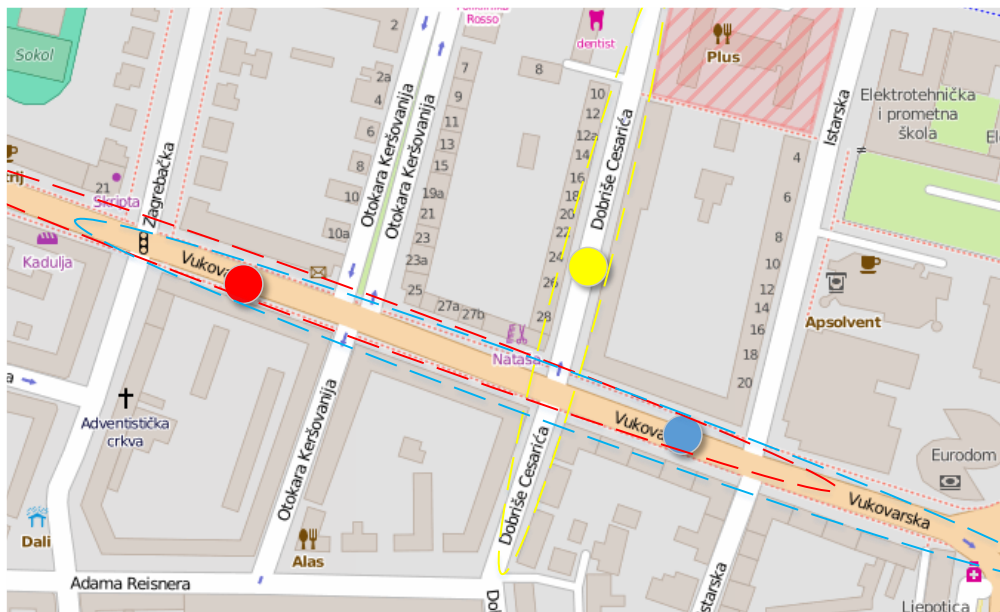 Rosso
2
Sokol
dentist
Plus
2a
7
8
4
9
10
Elektrotehnička
i prometna
škola
Otokara Keršovanija
Otokara Keršovanija
11
12
Istarska
6
13
12a
Dobriše Cesarića
Zagrebačka
8
15
14
4
21
Skripta
10
19a
16
18
6
21
20
10a
23
22
8
Kadulja
23a
24
10
25
26
12
14
27a
27b
28
Apsolvent
16
Nataša
18
20
Adventistička
crkva
Otokara Keršovanija
Dobriše Cesarića
Eurodom
Vukovarska
Dali
Alas
Adama Reisnera
Ljepotica